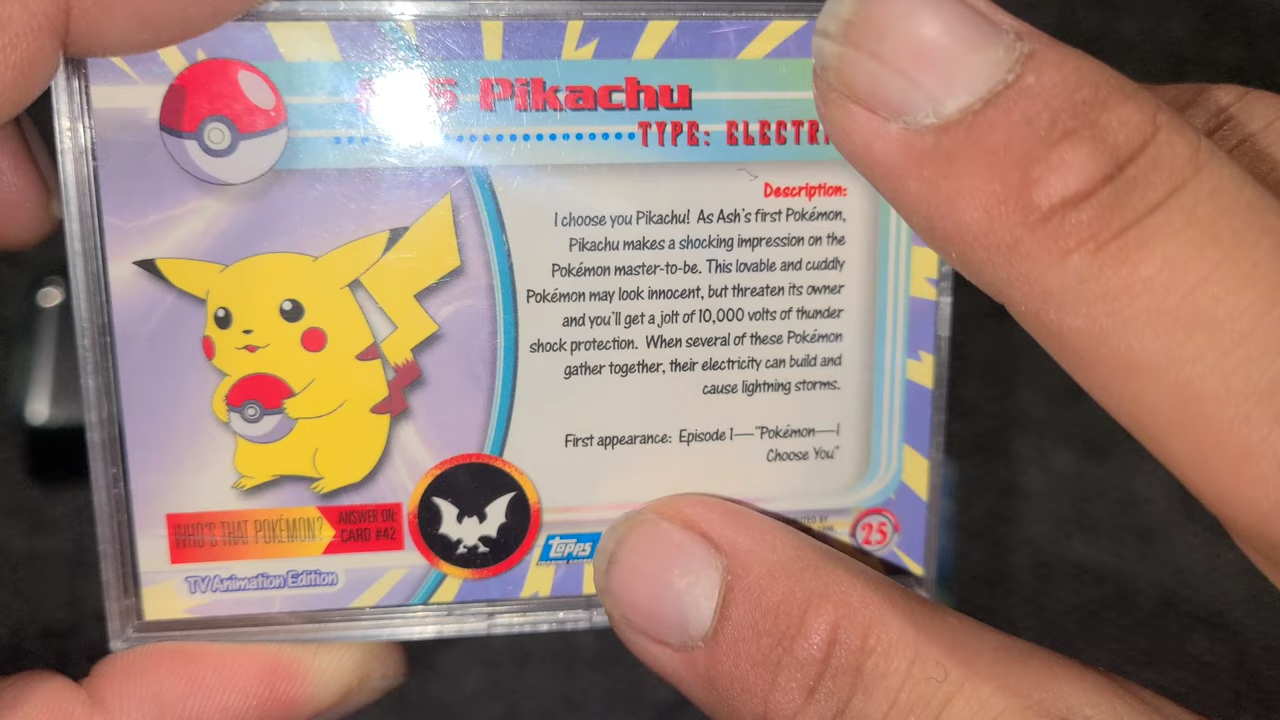 Pikachu
TYPE:
Description:
I choose you Pikachu! As Ash's first Pokémon,
Pikachu makes a shocking impression on the
Pokémon master-to-be. This lovable and cuddly
Pokémon may look innocent, but threaten its owner
and you'll get a jolt of 10,000 volts of thunder
shock protection. When several of these Pokémon
gather together, their electricity can build and
cause lightning storms.
First appearance: Episode 1—"Pokémon—I
Choose You"
WHO'S THAT POKÉMON?
ANSWER ON:
CARD #42
TV Animation Edition
Topps
25